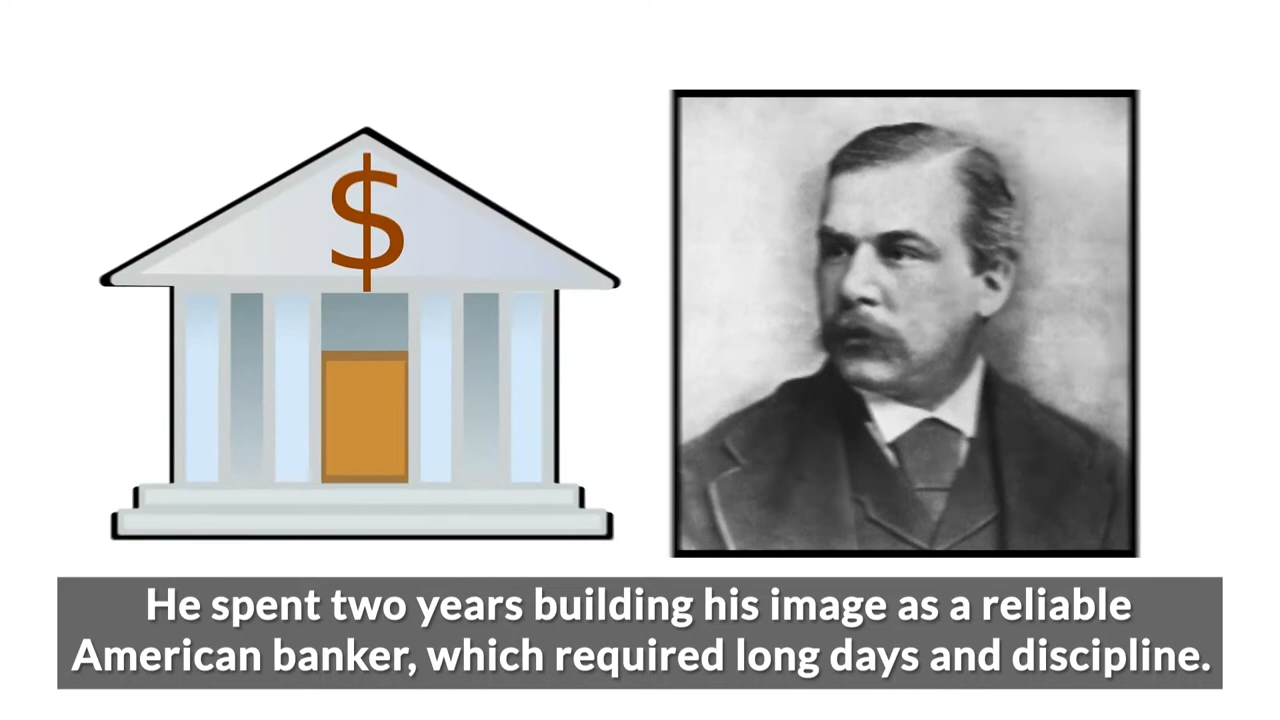 $
He spent two years building his image as a reliable
American banker, which required long days and discipline.